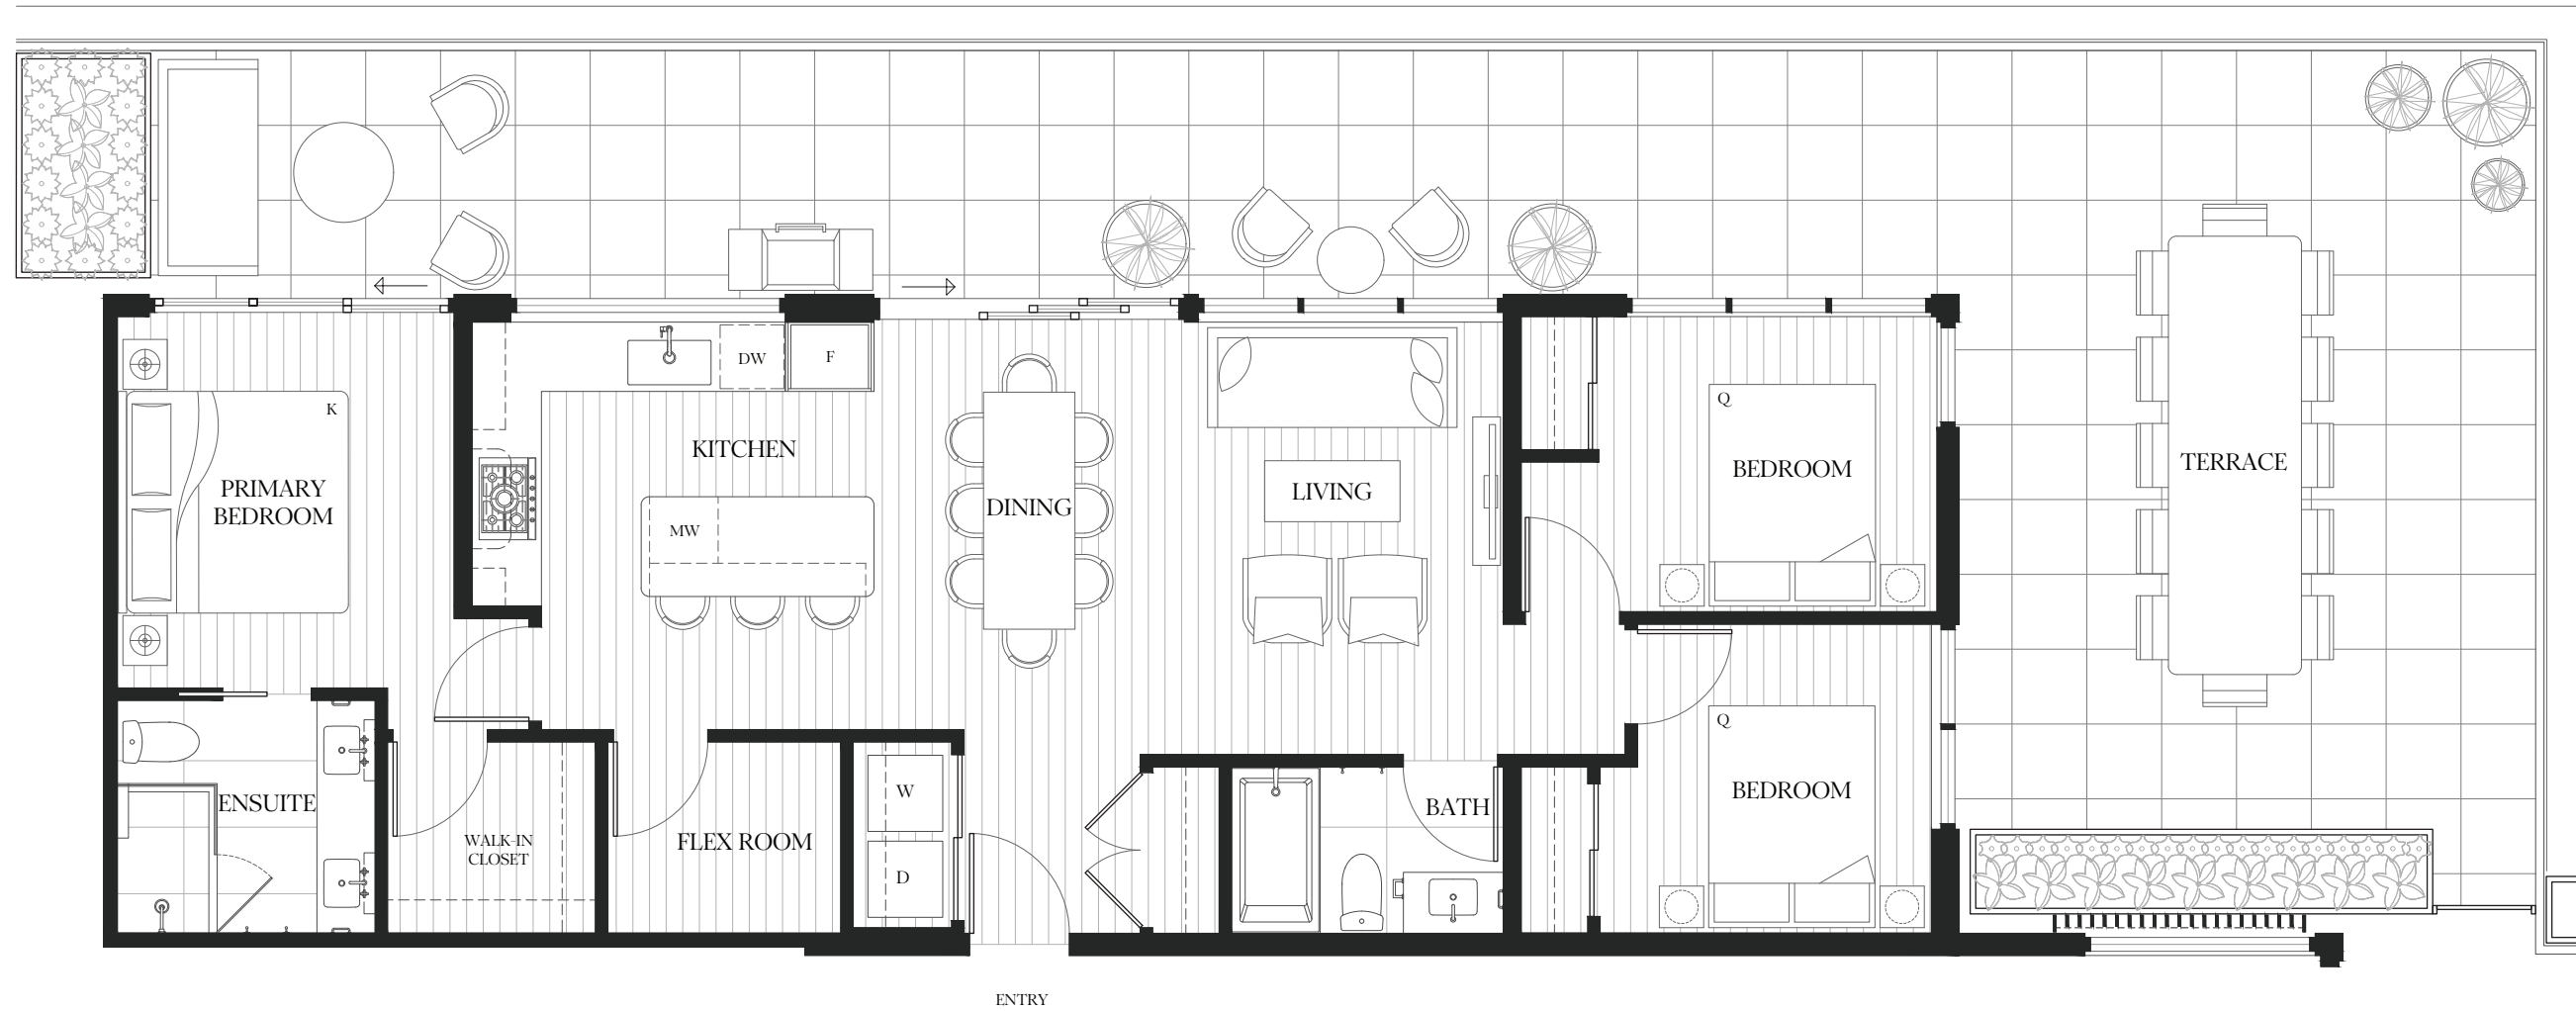 DW
F
K
Q
KITCHEN
BEDROOM
TERRACE
PRIMARY
BEDROOM
LIVING
DINING
MW
Q
W
BEDROOM
ENSUITE
BATH
WALK-IN
CLOSET
FLEX ROOM
D
ENTRY